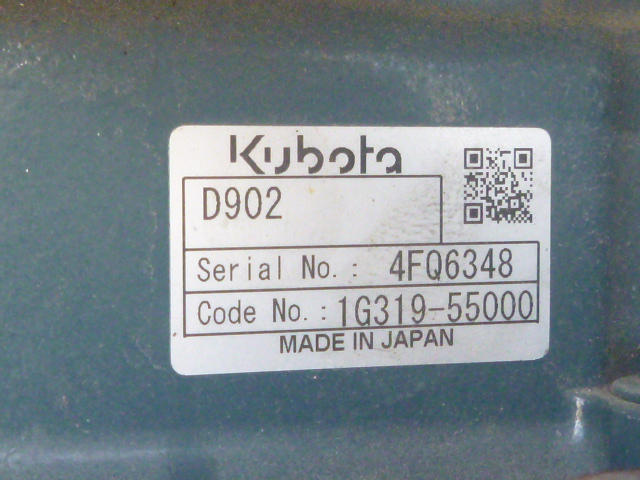 Kubota
D902
Serial No.: 4FQ6348
Code No.: 1G319-55000
MADE IN JAPAN